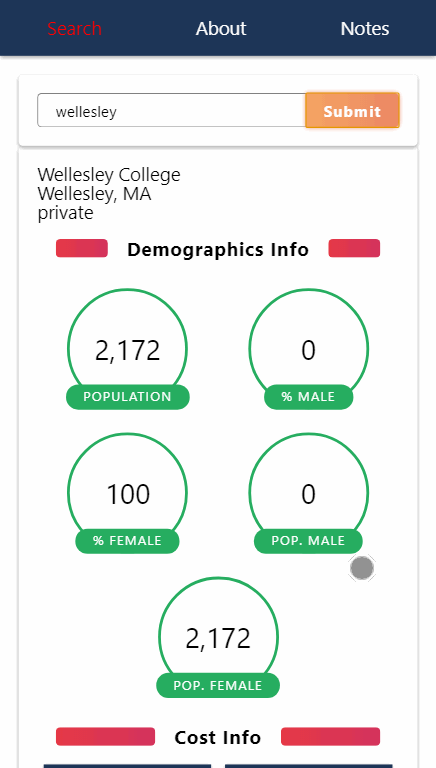 Search About Notes
wellesley Submit
Wellesley College
Wellesley, MA
private
Demographics Info
2,172 0
POPULATION % MALE
100 0
% FEMALE POP. MALE
2,172
POP. FEMALE
Cost Info